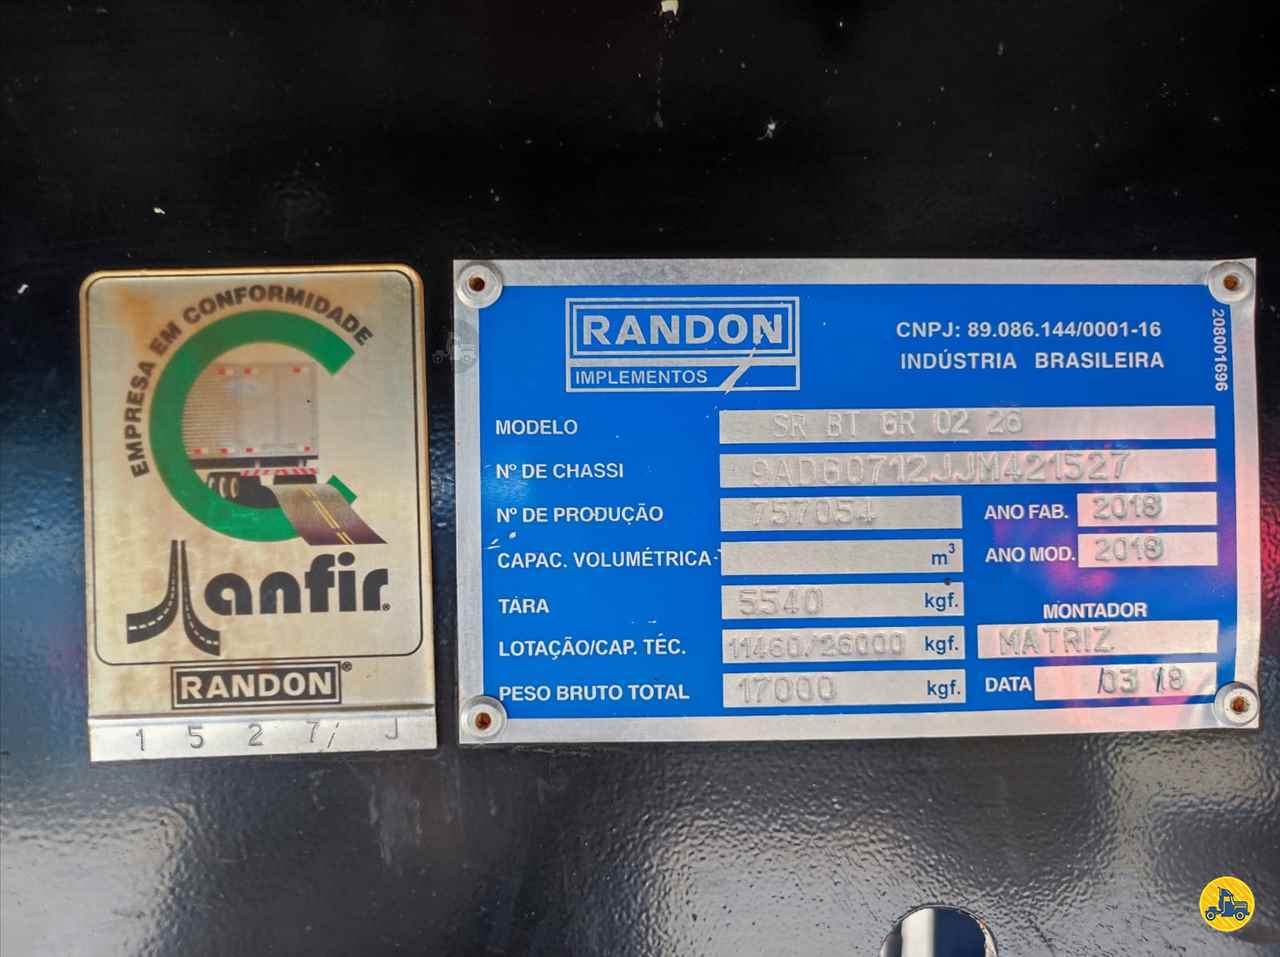 EMPRESA EM CONFORMIDADE
anfir®
RANDON®
1 5 2 7/ J
RANDON
IMPLEMENTOS
CNPJ: 89.086.144/0001-16
INDÚSTRIA BRASILEIRA
208001696
MODELO SR BT GR 02 26
Nº DE CHASSI 9ADG0712JJM421527
Nº DE PRODUÇÃO 757054 ANO FAB. 2018
CAPAC. VOLUMÉTRICA m³ ANO MOD. 2018
TARA 5540 kgf. MONTADOR
LOTAÇÃO/CAP. TÉC. 11460/26000 kgf. MATRIZ
PESO BRUTO TOTAL 17000 kgf. DATA /03/18